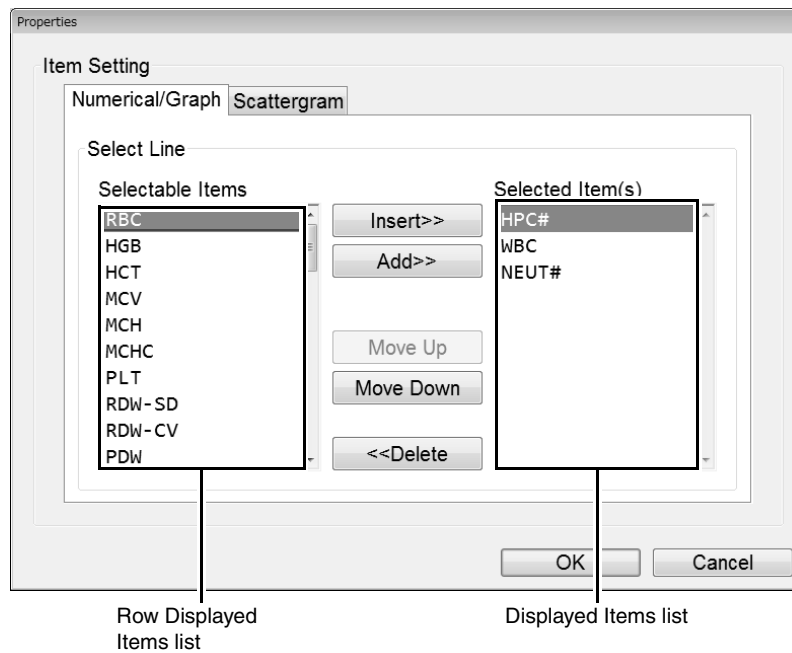 Properties
Item Setting
Numerical/Graph Scattergram
Select Line
Selectable Items
RBC
HGB
HCT
MCV
MCH
MCHC
PLT
RDW-SD
RDW-CV
PDW
Insert>>
Add>>
Move Up
Move Down
<<Delete
Selected Item(s)
HPC#
WBC
NEUT#
OK Cancel
Row Displayed
Items list
Displayed Items list